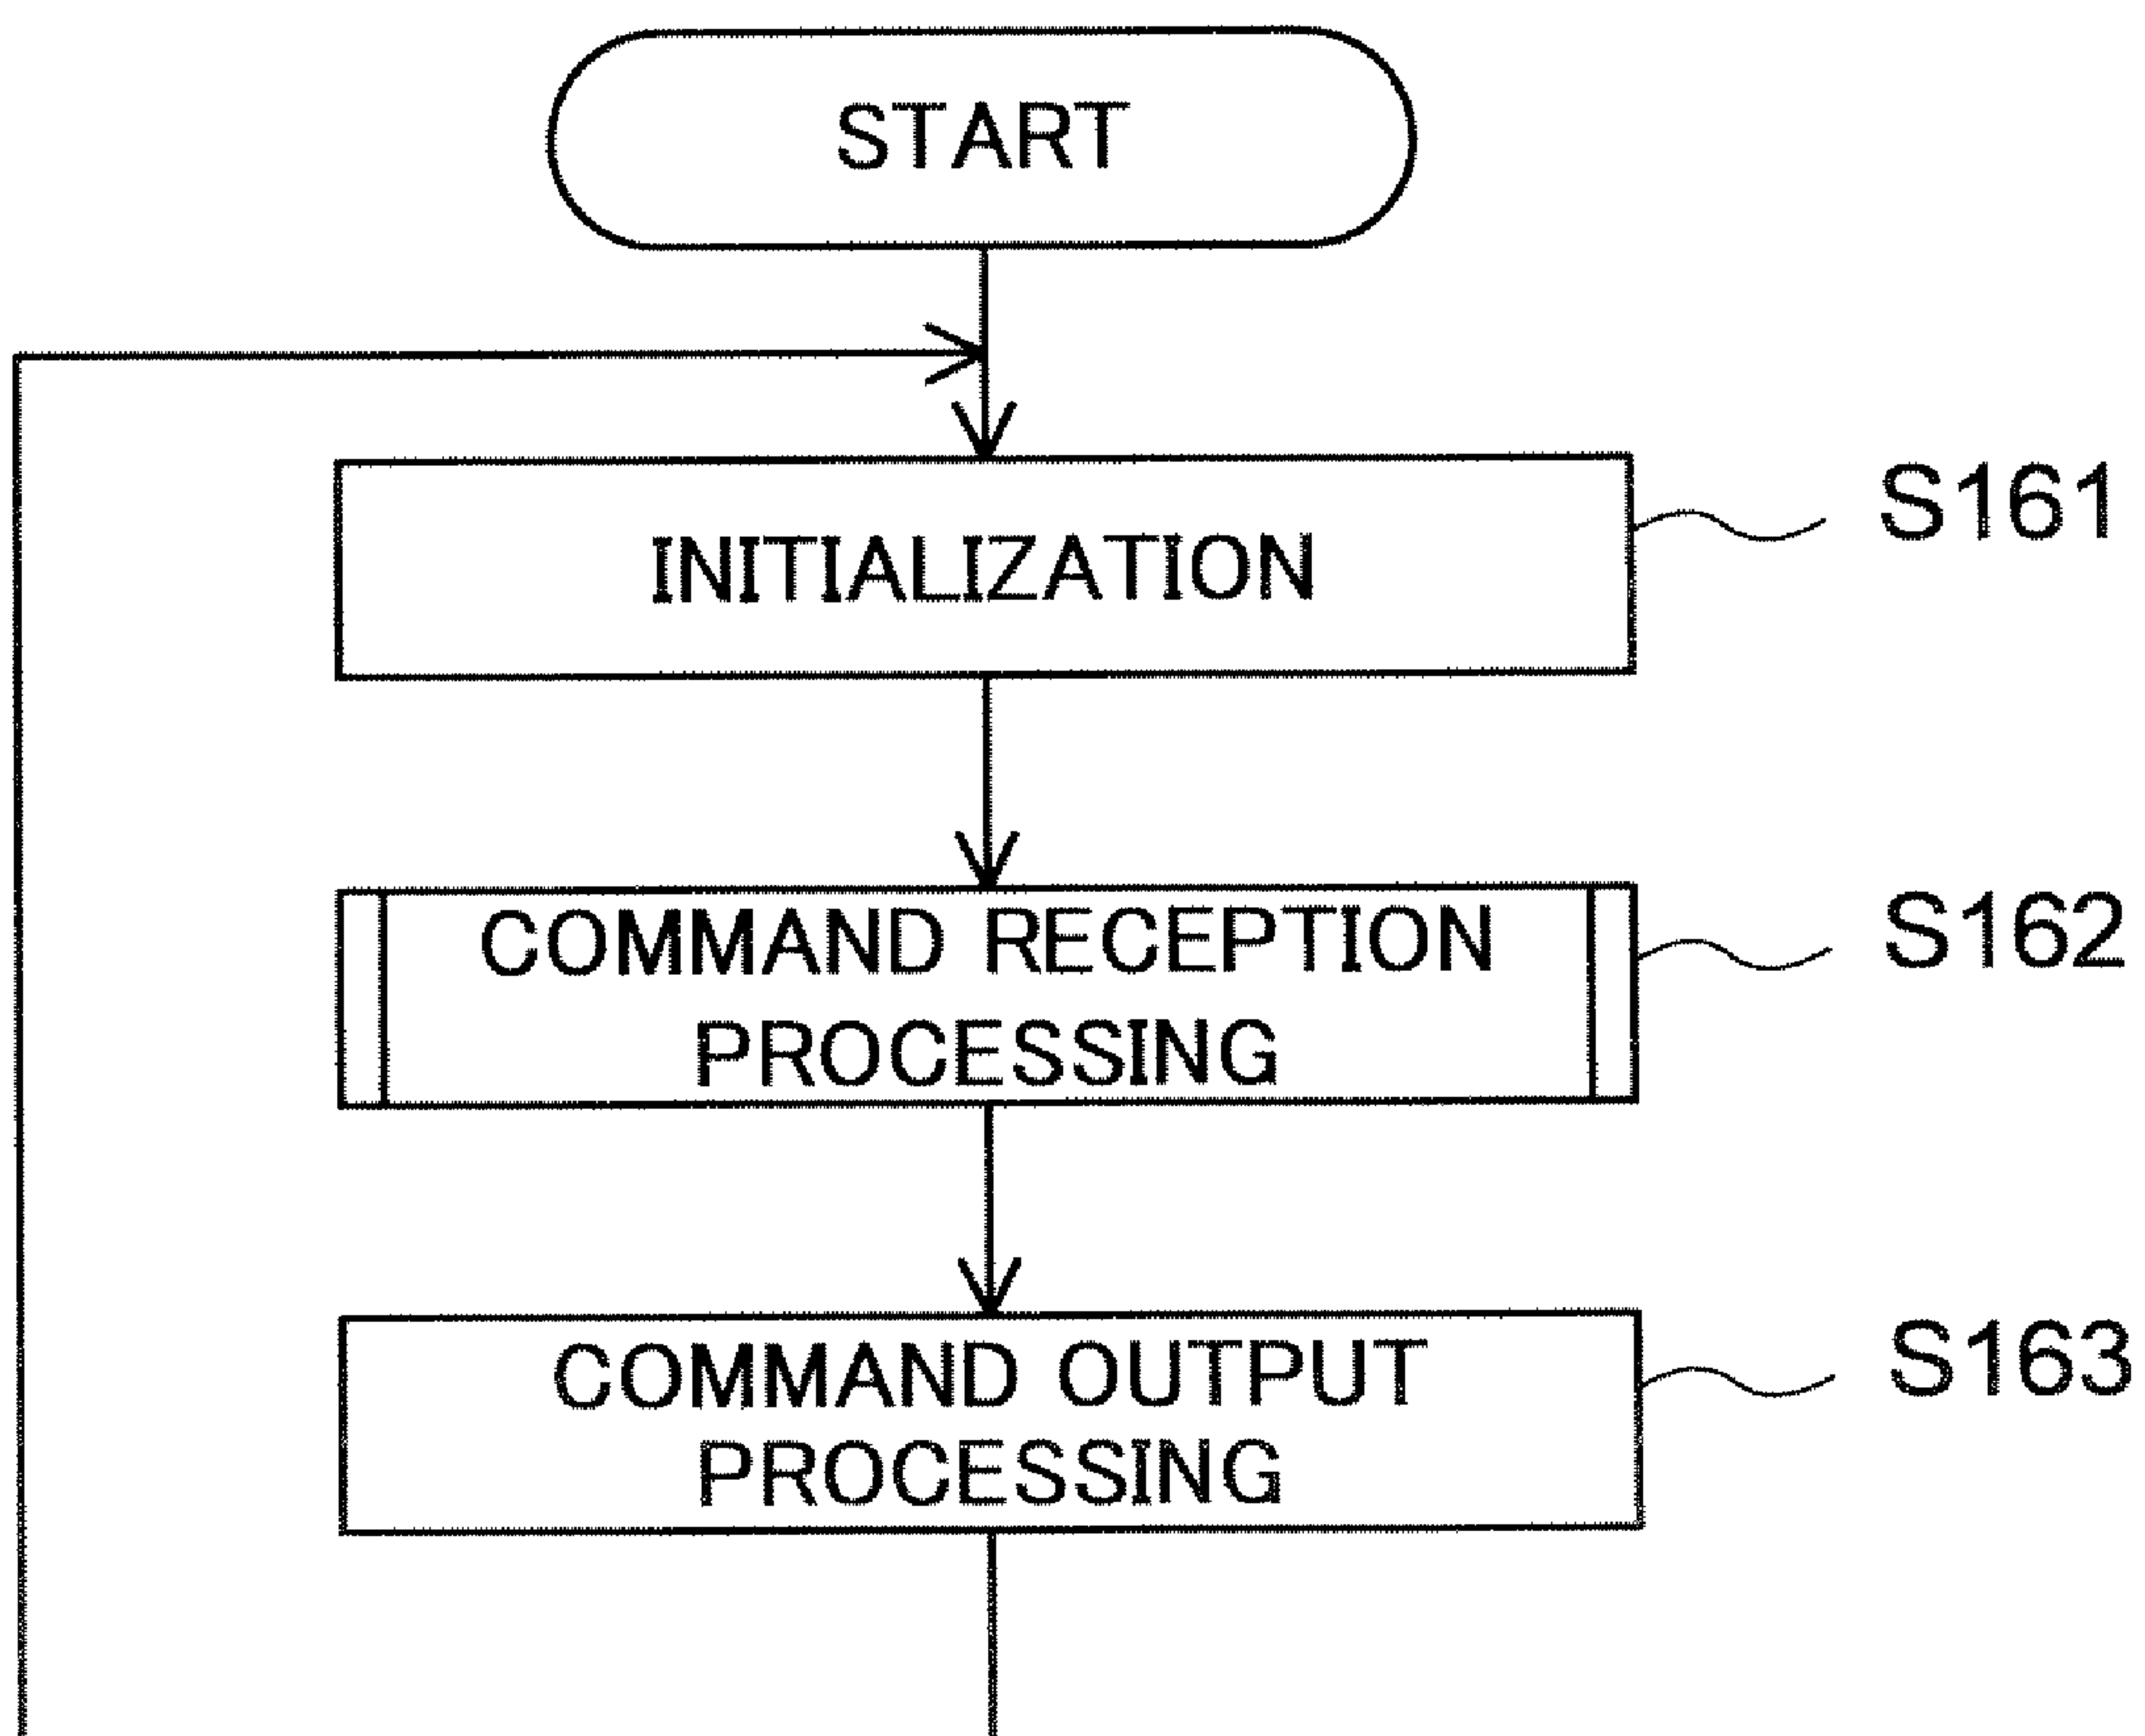 START
INITIALIZATION
S161
COMMAND RECEPTION
PROCESSING
S162
COMMAND OUTPUT
PROCESSING
S163